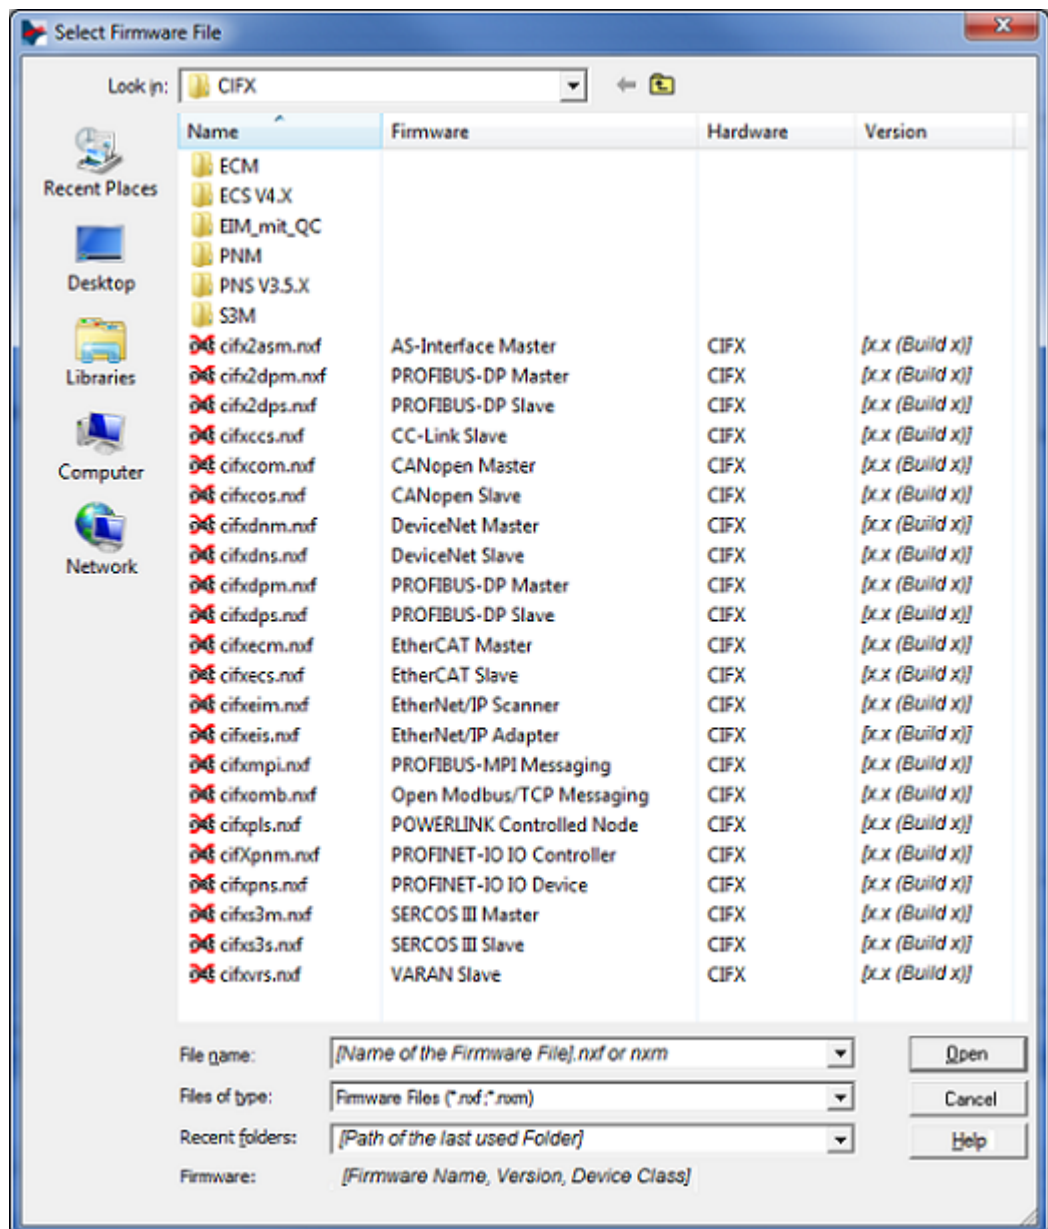 Select Firmware File
Look in: CIFX
Name Firmware Hardware Version
Recent Places
Desktop
Libraries
Computer
Network
ECM
ECS V4.X
EIM_mit_QC
PNM
PNS V3.5.X
S3M
cifx2asm.nxf AS-Interface Master CIFX [x.x (Build x)]
cifx2dpm.nxf PROFIBUS-DP Master CIFX [x.x (Build x)]
cifx2dps.nxf PROFIBUS-DP Slave CIFX [x.x (Build x)]
cifxccs.nxf CC-Link Slave CIFX [x.x (Build x)]
cifxcom.nxf CANopen Master CIFX [x.x (Build x)]
cifxcos.nxf CANopen Slave CIFX [x.x (Build x)]
cifxdnm.nxf DeviceNet Master CIFX [x.x (Build x)]
cifxdns.nxf DeviceNet Slave CIFX [x.x (Build x)]
cifxdpm.nxf PROFIBUS-DP Master CIFX [x.x (Build x)]
cifxdps.nxf PROFIBUS-DP Slave CIFX [x.x (Build x)]
cifxecm.nxf EtherCAT Master CIFX [x.x (Build x)]
cifxecs.nxf EtherCAT Slave CIFX [x.x (Build x)]
cifxeim.nxf EtherNet/IP Scanner CIFX [x.x (Build x)]
cifxeis.nxf EtherNet/IP Adapter CIFX [x.x (Build x)]
cifxmpi.nxf PROFIBUS-MPI Messaging CIFX [x.x (Build x)]
cifxomb.nxf Open Modbus/TCP Messaging CIFX [x.x (Build x)]
cifxpls.nxf POWERLINK Controlled Node CIFX [x.x (Build x)]
cifXpnm.nxf PROFINET-IO IO Controller CIFX [x.x (Build x)]
cifxpns.nxf PROFINET-IO IO Device CIFX [x.x (Build x)]
cifxs3m.nxf SERCOS III Master CIFX [x.x (Build x)]
cifxs3s.nxf SERCOS III Slave CIFX [x.x (Build x)]
cifxvrs.nxf VARAN Slave CIFX [x.x (Build x)]
File name: [Name of the Firmware File].nxf or nxm Open
Files of type: Firmware Files (*.nxf;*.nxm) Cancel
Recent folders: [Path of the last used Folder] Help
Firmware: [Firmware Name, Version, Device Class]